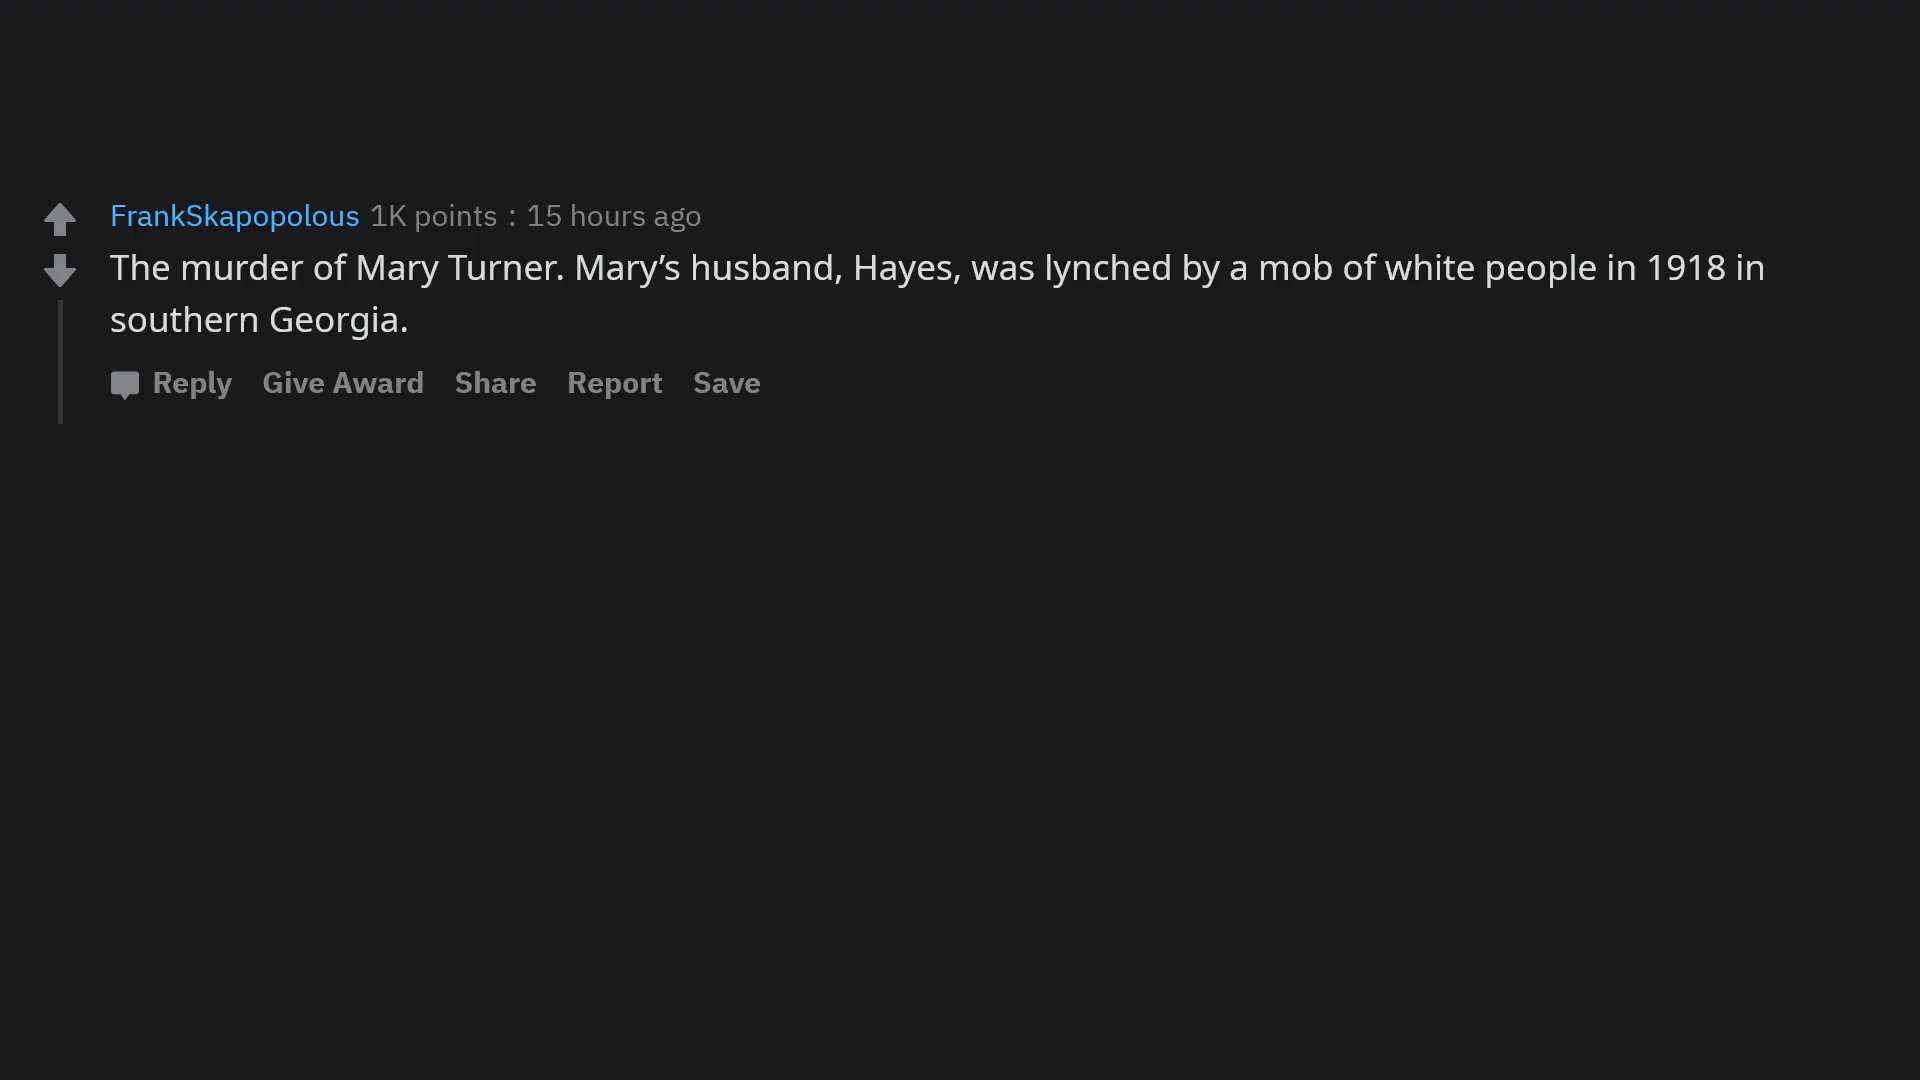 FrankSkapopolous 1K points : 15 hours ago
The murder of Mary Turner. Mary’s husband, Hayes, was lynched by a mob of white people in 1918 in
southern Georgia.
Reply Give Award Share Report Save